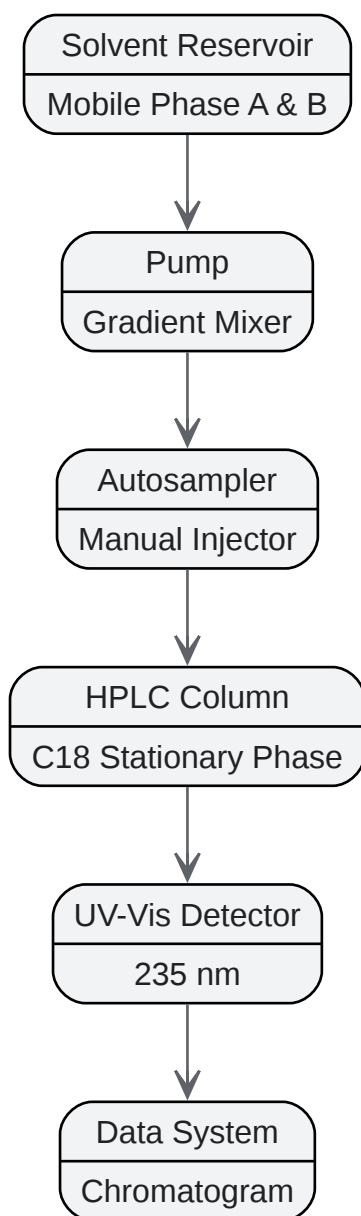 Solvent Reservoir
Mobile Phase A & B
Pump
Gradient Mixer
Autosampler
Manual Injector
HPLC Column
C18 Stationary Phase
UV-Vis Detector
235 nm
Data System
Chromatogram